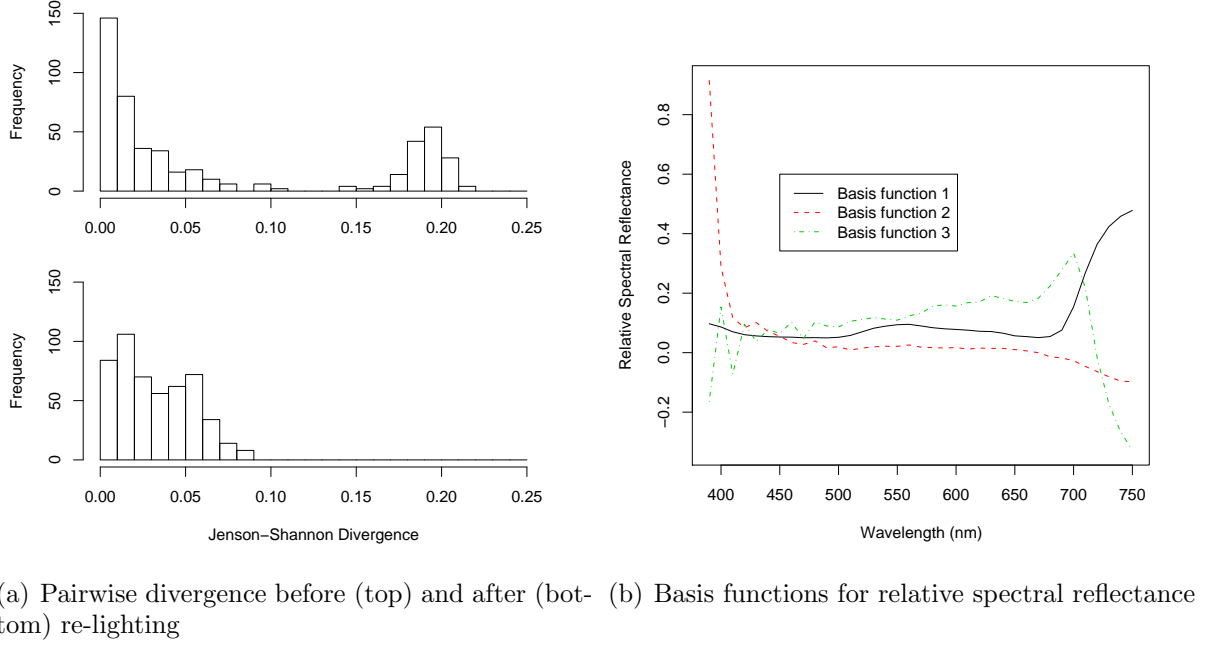 150
100
50
0
Frequency
0.00 0.05 0.10 0.15 0.20 0.25
150
100
50
0
Frequency
0.00 0.05 0.10 0.15 0.20 0.25
Jenson−Shannon Divergence
0.8
0.6
0.4
0.2
0.0
−0.2
Relative Spectral Reflectance
Basis function 1
Basis function 2
Basis function 3
400 450 500 550 600 650 700 750
Wavelength (nm)
(a) Pairwise divergence before (top) and after (bot-
tom) re-lighting
(b) Basis functions for relative spectral reflectance